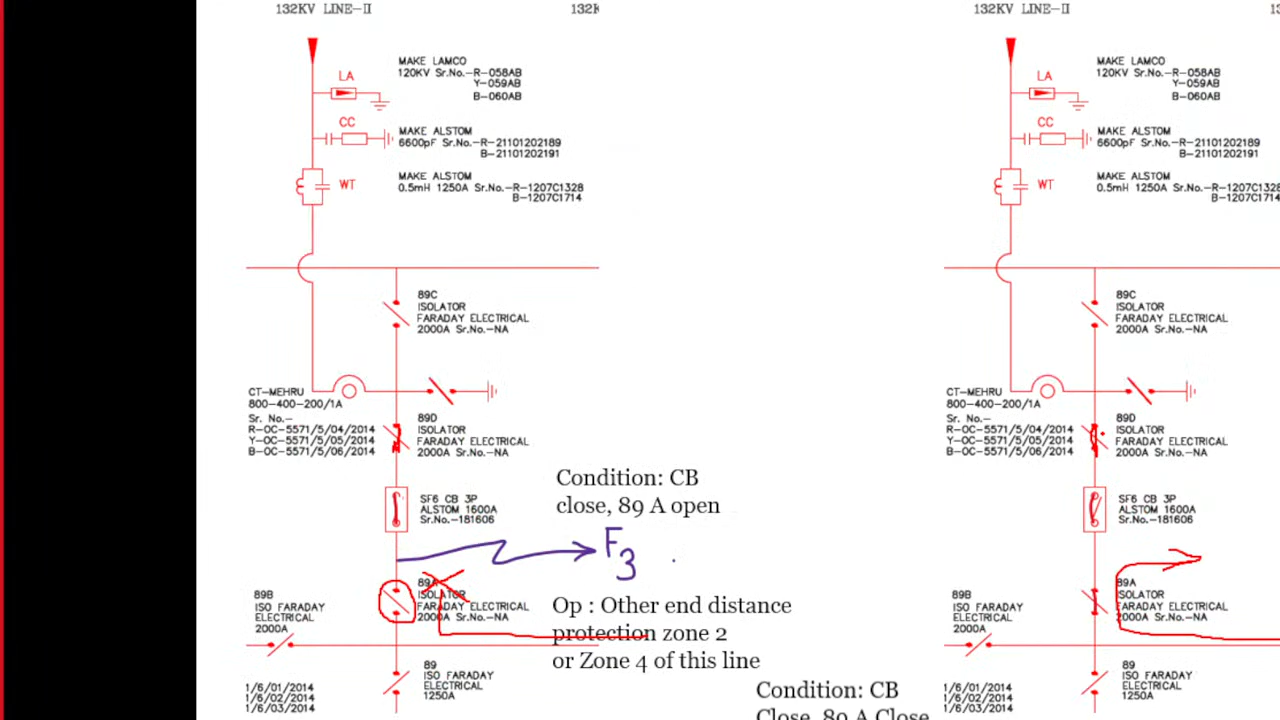 132KV LINE-II
LA
MAKE LAMCO
120KV Sr.No.-R-058AB
Y-059AB
B-060AB
CC
MAKE ALSTOM
6600pF Sr.No.-R-21101202189
B-21101202191
WT
MAKE ALSTOM
0.5mH 1250A Sr.No.-R-1207C1328
B-1207C1714
89C
ISOLATOR
FARADAY ELECTRICAL
2000A Sr.No.-NA
CT-MEHRU
800-400-200/1A
Sr. No.-
R-OC-5571/5/04/2014
Y-OC-5571/5/05/2014
B-OC-5571/5/06/2014
89D
ISOLATOR
FARADAY ELECTRICAL
2000A Sr.No.-NA
SF6 CB 3P
ALSTOM 1600A
Sr.No.-181606
Condition: CB
close, 89 A open
F3
89A
ISOLATOR
FARADAY ELECTRICAL
2000A Sr.No.-NA
89B
ISO FARADAY
ELECTRICAL
2000A
Op : Other end distance
protection zone 2
or Zone 4 of this line
89
ISO FARADAY
ELECTRICAL
1250A
1/6/01/2014
1/6/02/2014
1/6/03/2014
Condition: CB
Close, 89 A Close
132KV LINE-II
LA
MAKE LAMCO
120KV Sr.No.-R-058AB
Y-059AB
B-060AB
CC
MAKE ALSTOM
6600pF Sr.No.-R-21101202189
B-21101202191
WT
MAKE ALSTOM
0.5mH 1250A Sr.No.-R-1207C1328
B-1207C1714
89C
ISOLATOR
FARADAY ELECTRICAL
2000A Sr.No.-NA
CT-MEHRU
800-400-200/1A
Sr. No.-
R-OC-5571/5/04/2014
Y-OC-5571/5/05/2014
B-OC-5571/5/06/2014
89D
ISOLATOR
FARADAY ELECTRICAL
2000A Sr.No.-NA
SF6 CB 3P
ALSTOM 1600A
Sr.No.-181606
89A
ISOLATOR
FARADAY ELECTRICAL
2000A Sr.No.-NA
89B
ISO FARADAY
ELECTRICAL
2000A
89
ISO FARADAY
ELECTRICAL
1250A
1/6/01/2014
1/6/02/2014
1/6/03/2014